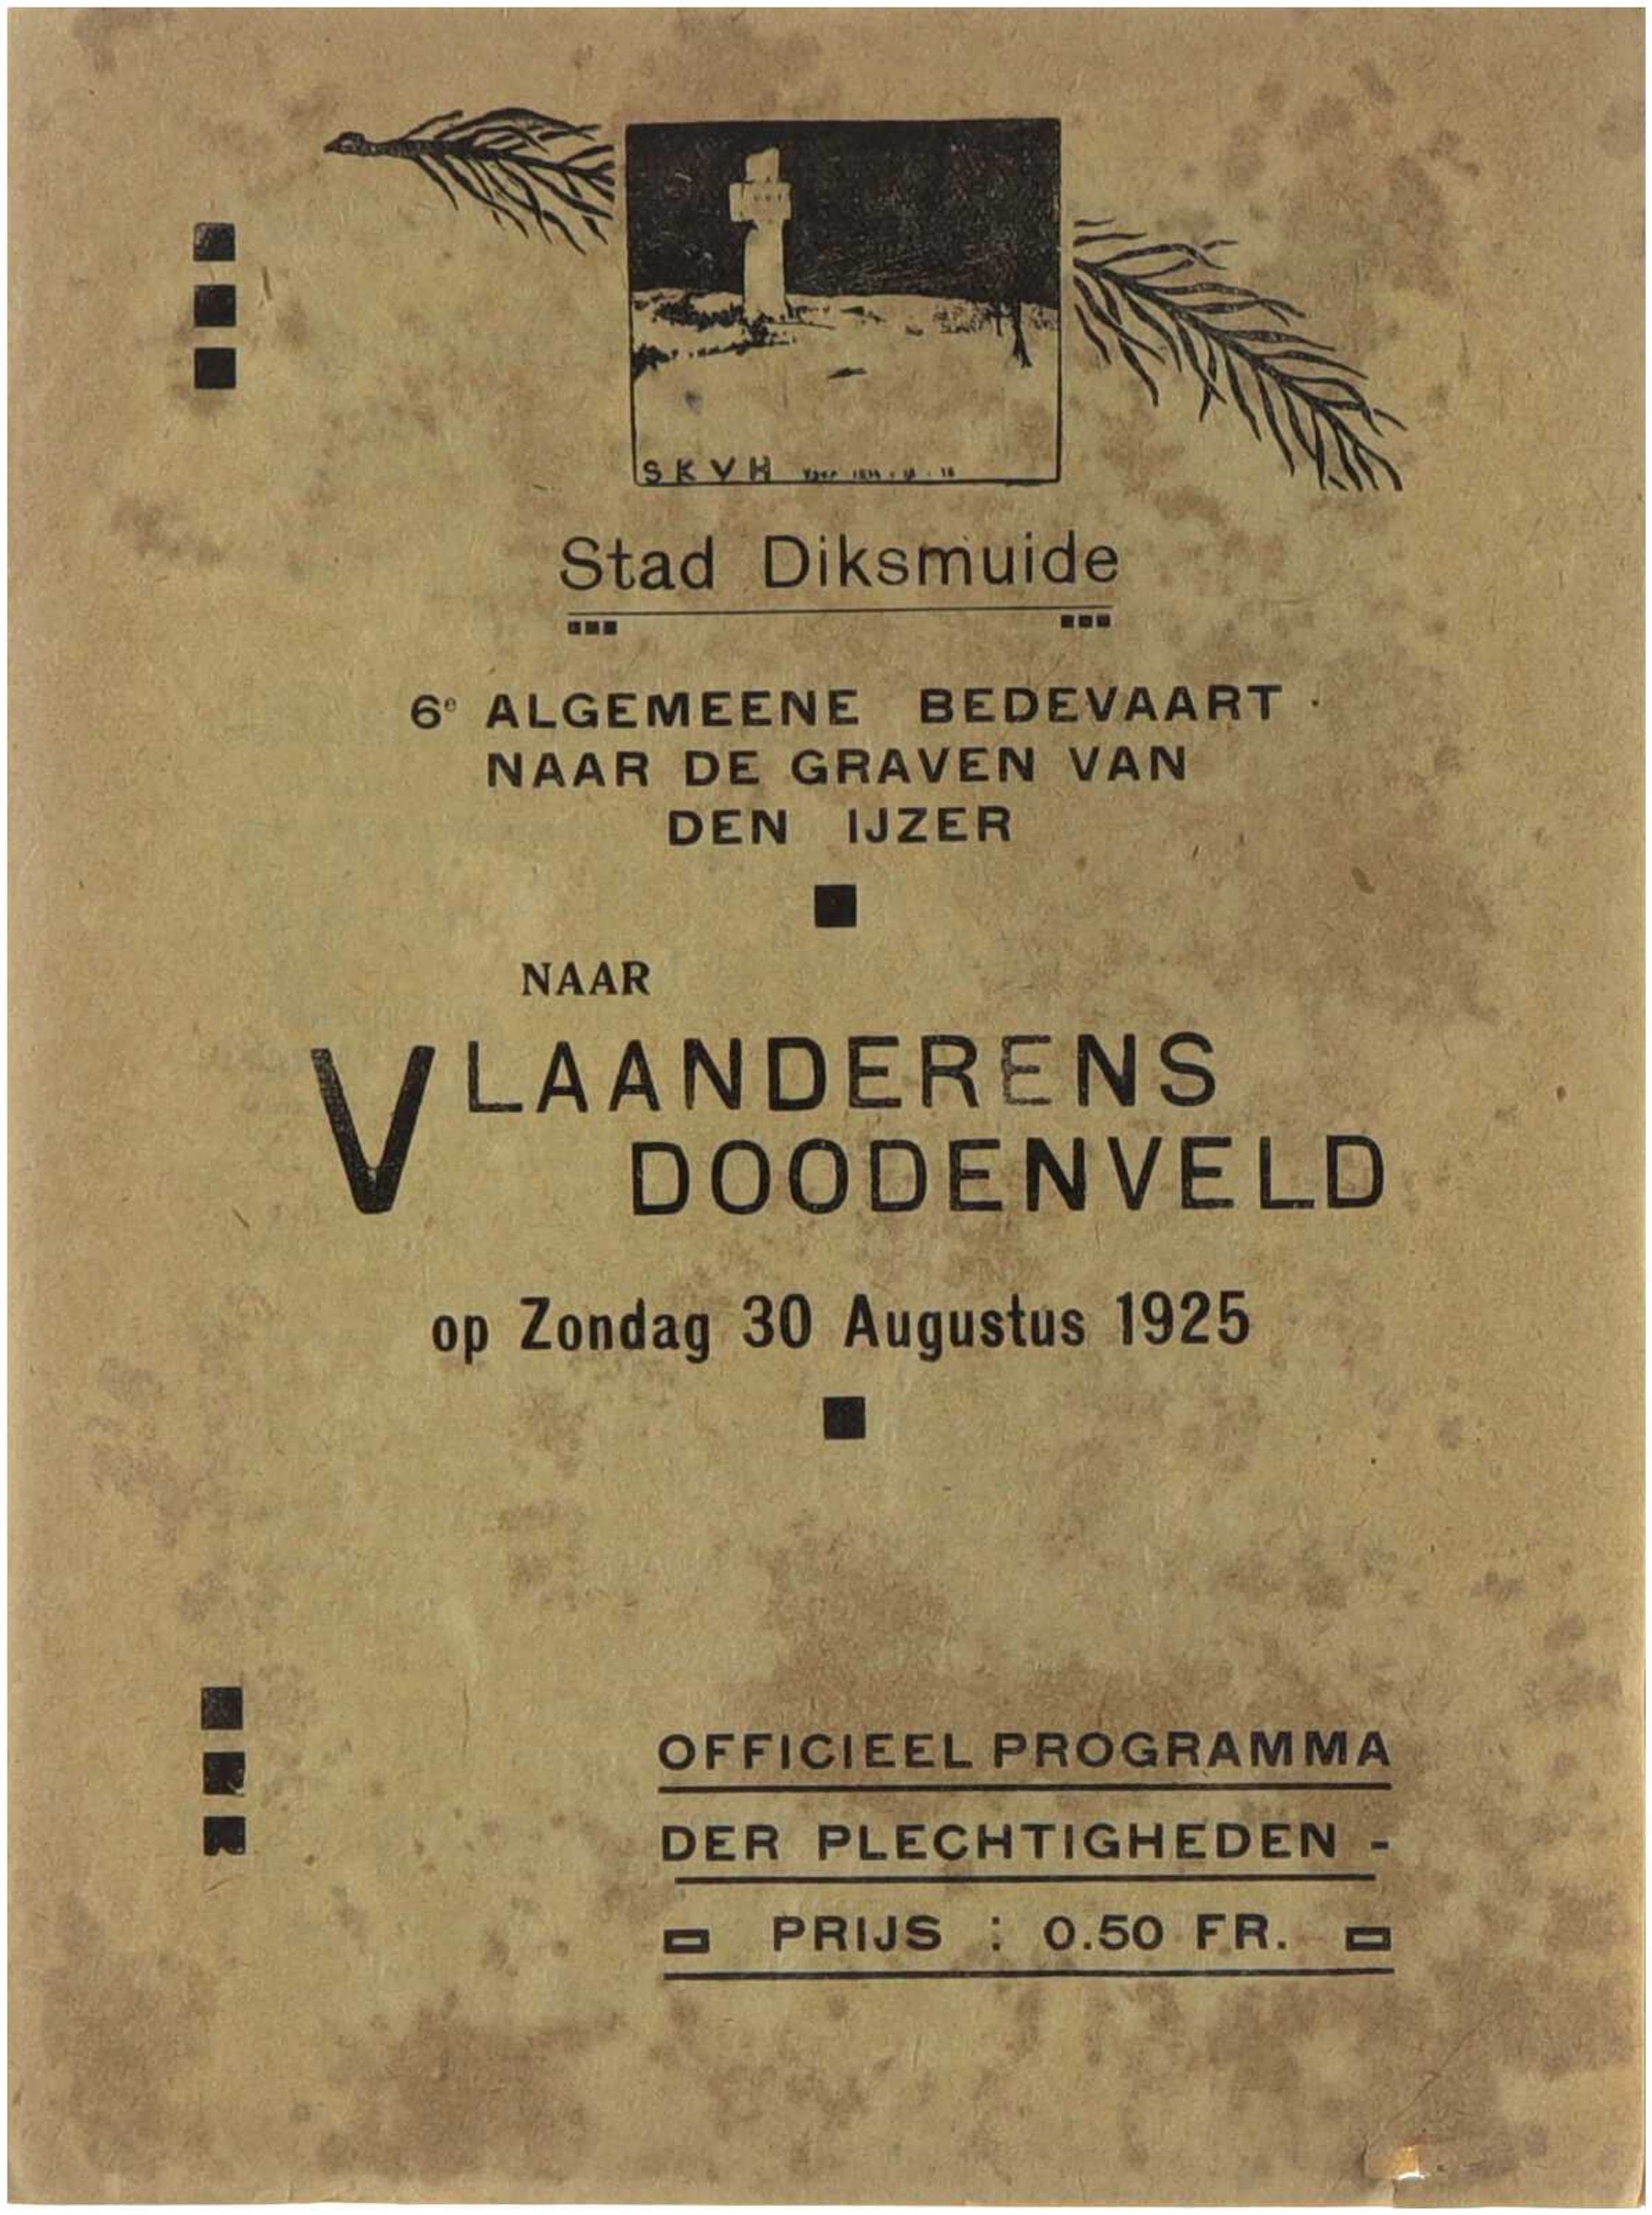 SKVH
Stad Diksmuide
6e ALGEMEENE BEDEVAART
NAAR DE GRAVEN VAN
DEN IJZER
NAAR
VLAANDERENS
DOODENVELD
op Zondag 30 Augustus 1925
OFFICIEEL PROGRAMMA
DER PLECHTIGHEDEN -
PRIJS : 0.50 FR.